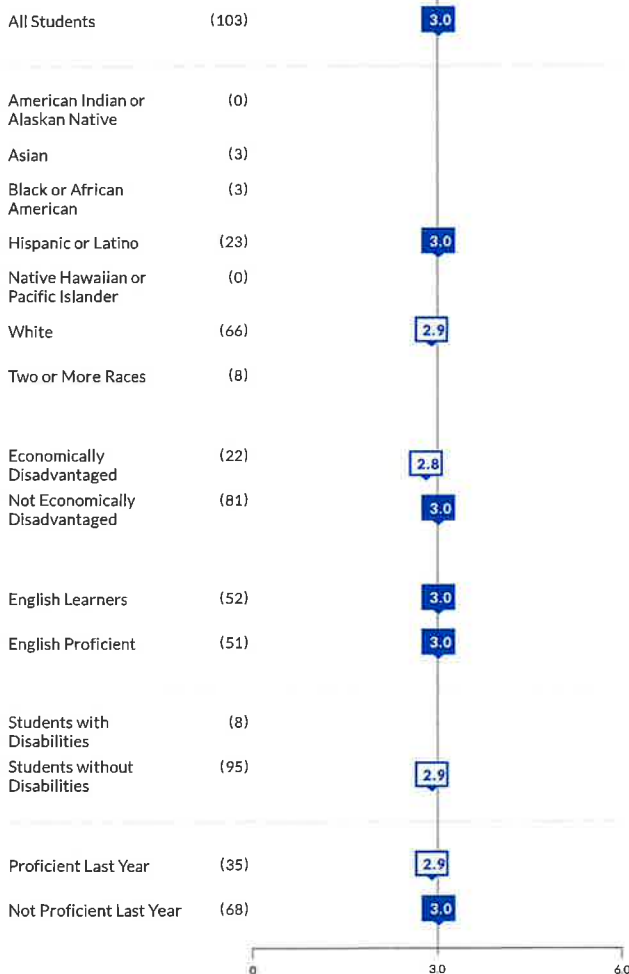 All Students (103) 3.0
American Indian or (0)
Alaskan Native
Asian (3)
Black or African (3)
American
Hispanic or Latino (23) 3.0
Native Hawaiian or (0)
Pacific Islander
White (66) 2.9
Two or More Races (8)
Economically (22) 2.8
Disadvantaged
Not Economically (81) 3.0
Disadvantaged
English Learners (52) 3.0
English Proficient (51) 3.0
Students with (8)
Disabilities
Students without (95) 2.9
Disabilities
Proficient Last Year (35) 2.9
Not Proficient Last Year (68) 3.0
0 3.0 6.0